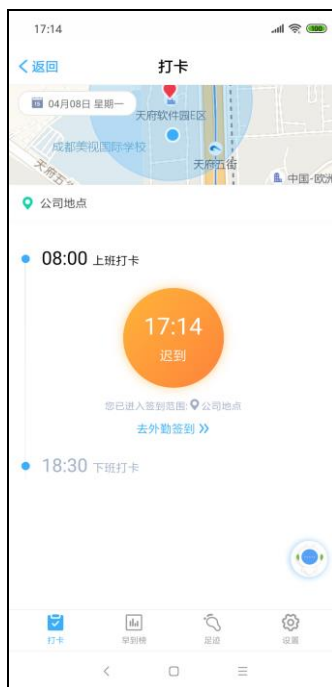 17:14
100
返回
打卡
04月08日 星期一
天府软件园E区
成都美视国际学校
天府五街
天府五
中国-欧洲
公司地点
08:00 上班打卡
17:14
迟到
您已进入签到范围: 公司地点
去外勤签到
18:30 下班打卡
打卡
早到榜
足迹
设置